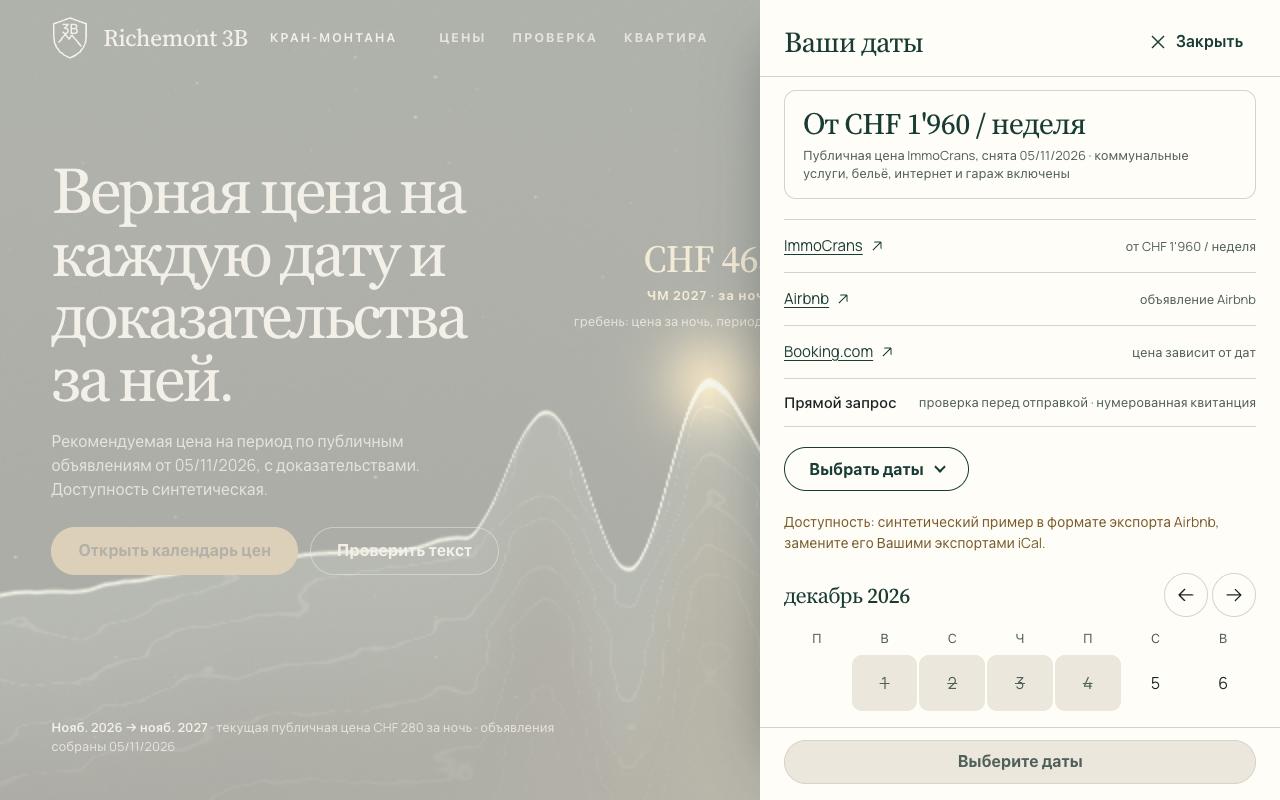 3B
Richemont 3B
КРАН-МОНТАНА
ЦЕНЫ
ПРОВЕРКА
КВАРТИРА
Верная цена на
каждую дату и
доказательства
за ней.
Рекомендуемая цена на период по публичным
объявлениям от 05/11/2026, с доказательствами.
Доступность синтетическая.
Открыть календарь цен
Проверить текст
CHF 46
ЧМ 2027 · за ноч
гребень: цена за ночь, период
Нояб. 2026 → нояб. 2027 · текущая публичная цена CHF 280 за ночь · объявления
собраны 05/11/2026
Ваши даты
Закрыть
От CHF 1'960 / неделя
Публичная цена ImmoCrans, снята 05/11/2026 · коммунальные
услуги, бельё, интернет и гараж включены
ImmoCrans
от CHF 1'960 / неделя
Airbnb
объявление Airbnb
Booking.com
цена зависит от дат
Прямой запрос
проверка перед отправкой · нумерованная квитанция
Выбрать даты
Доступность: синтетический пример в формате экспорта Airbnb,
замените его Вашими экспортами iCal.
декабрь 2026
П В С Ч П С В
1 2 3 4 5 6
Выберите даты